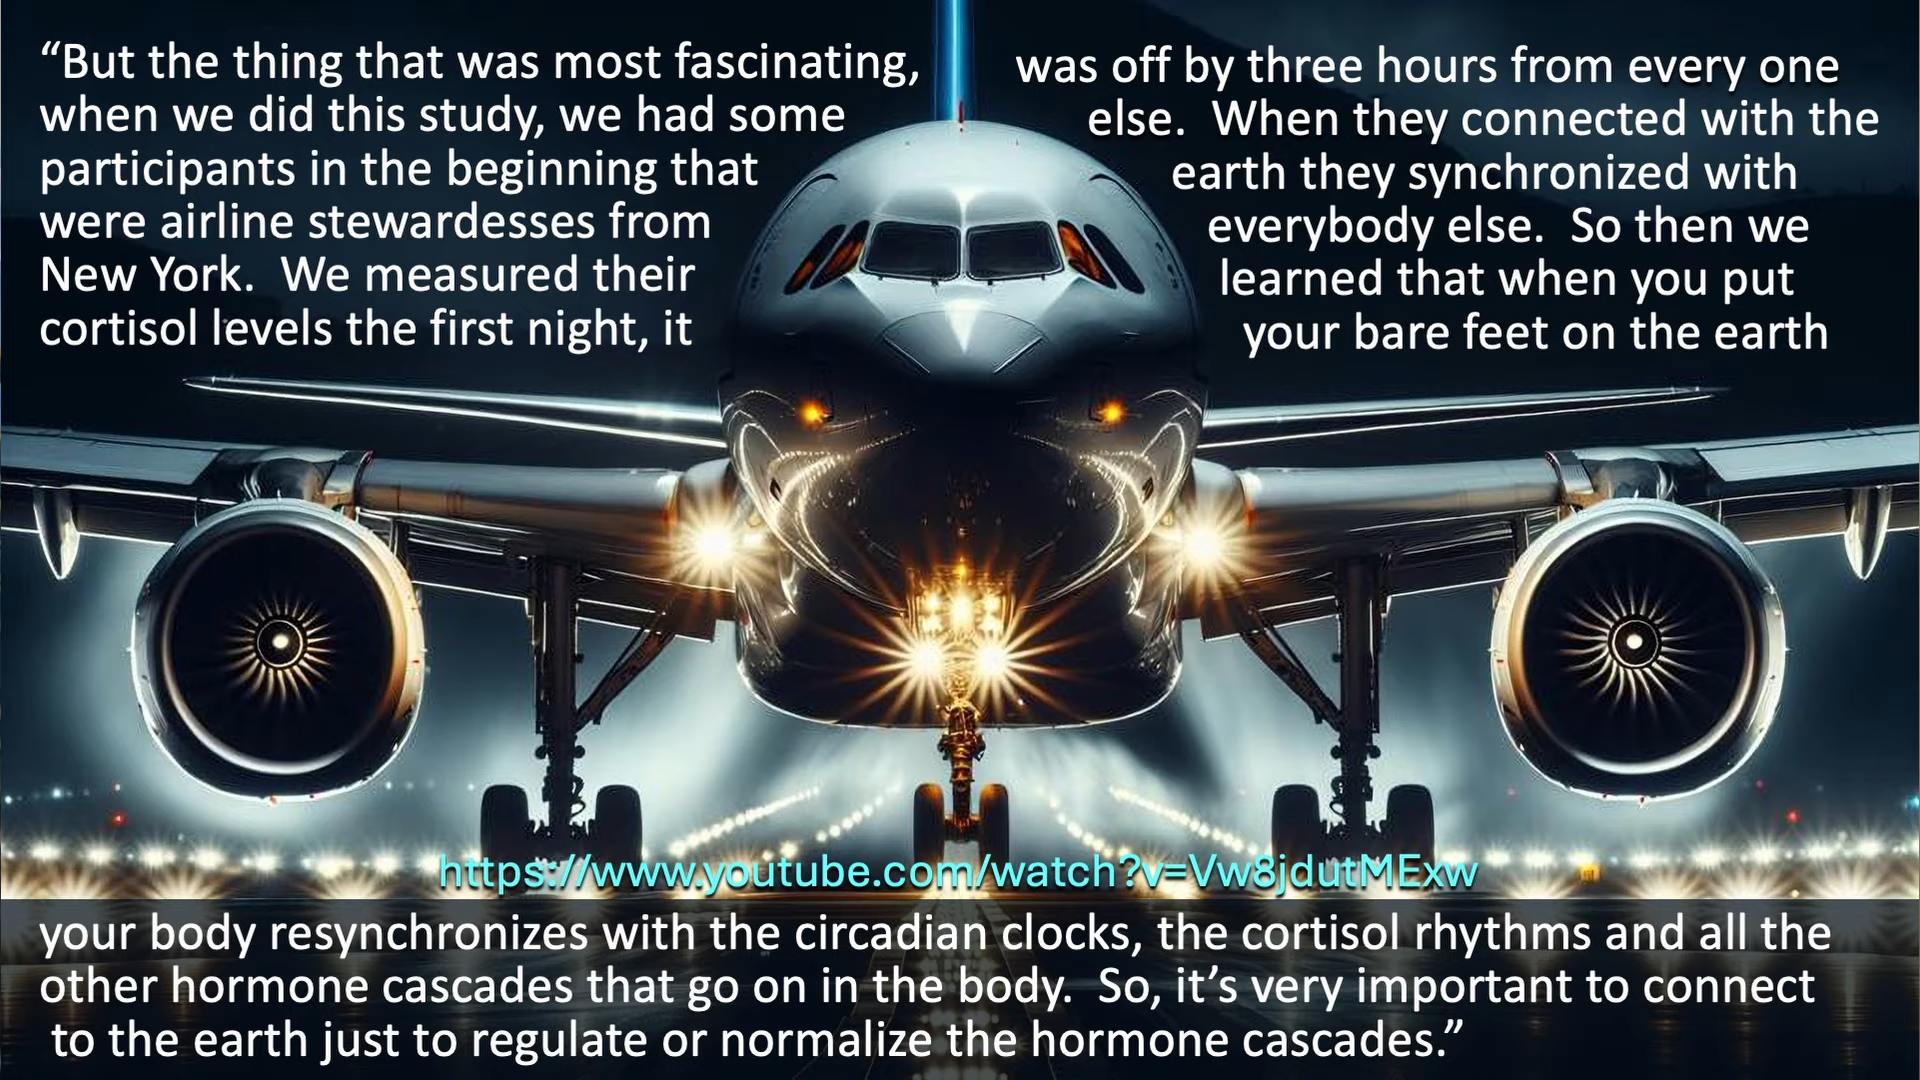 “But the thing that was most fascinating,
when we did this study, we had some
participants in the beginning that
were airline stewardesses from
New York.  We measured their
cortisol levels the first night, it
was off by three hours from every one
else.  When they connected with the
earth they synchronized with
everybody else.  So then we
learned that when you put
your bare feet on the earth
https://www.youtube.com/watch?v=Vw8jdutMExw
your body resynchronizes with the circadian clocks, the cortisol rhythms and all the
other hormone cascades that go on in the body.  So, it’s very important to connect
to the earth just to regulate or normalize the hormone cascades.”